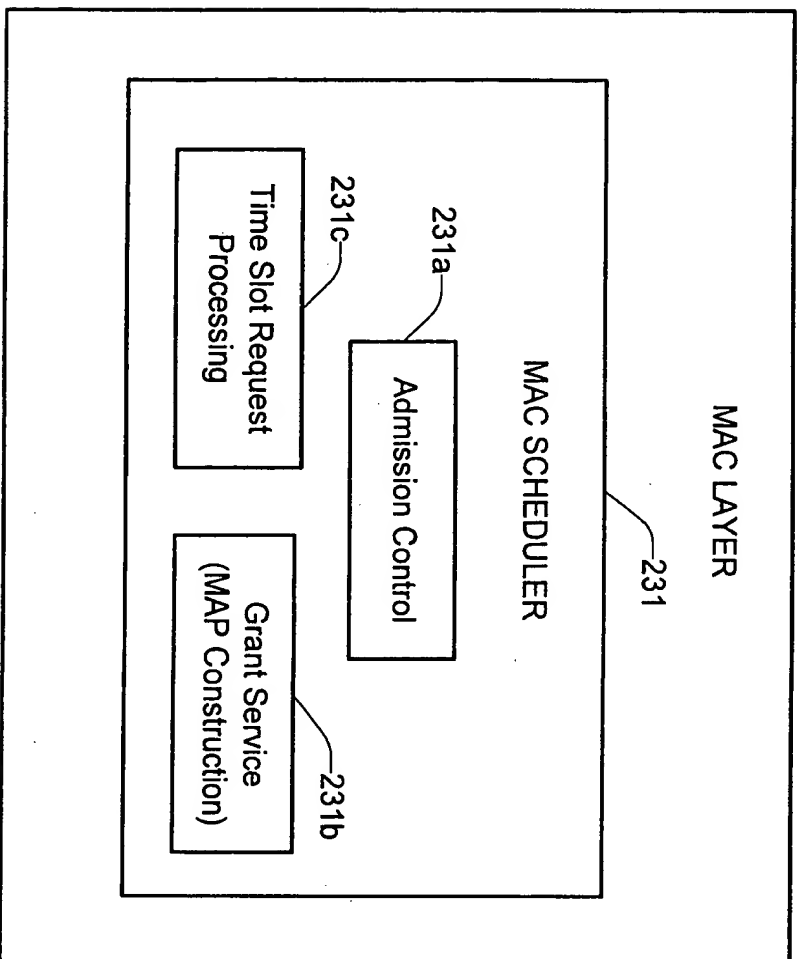 MAC LAYER
231
MAC SCHEDULER
231a
Admission Control
231c
Time Slot Request
Processing
Grant Service
(MAP Construction)
231b